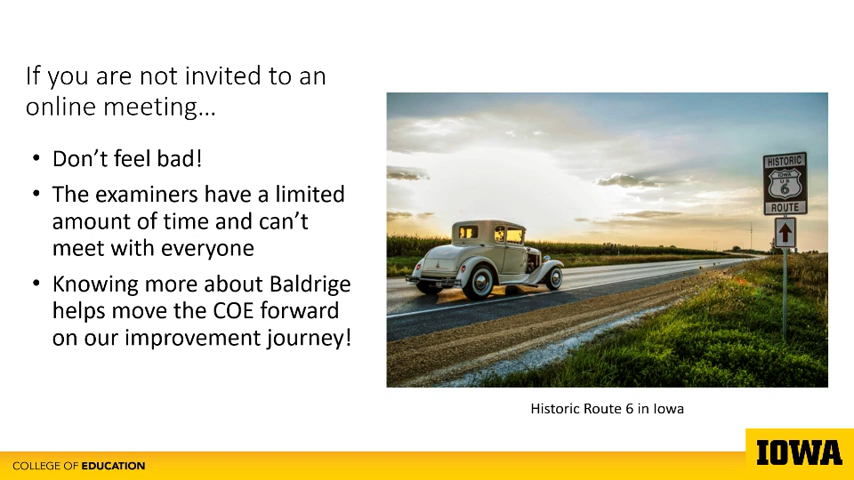 If you are not invited to an
online meeting...
• Don't feel bad!
• The examiners have a limited
amount of time and can't
meet with everyone
• Knowing more about Baldrige
helps move the COE forward
on our improvement journey!
HISTORIC
IOWA
US
6
ROUTE
Historic Route 6 in Iowa
COLLEGE OF EDUCATION
IOWA